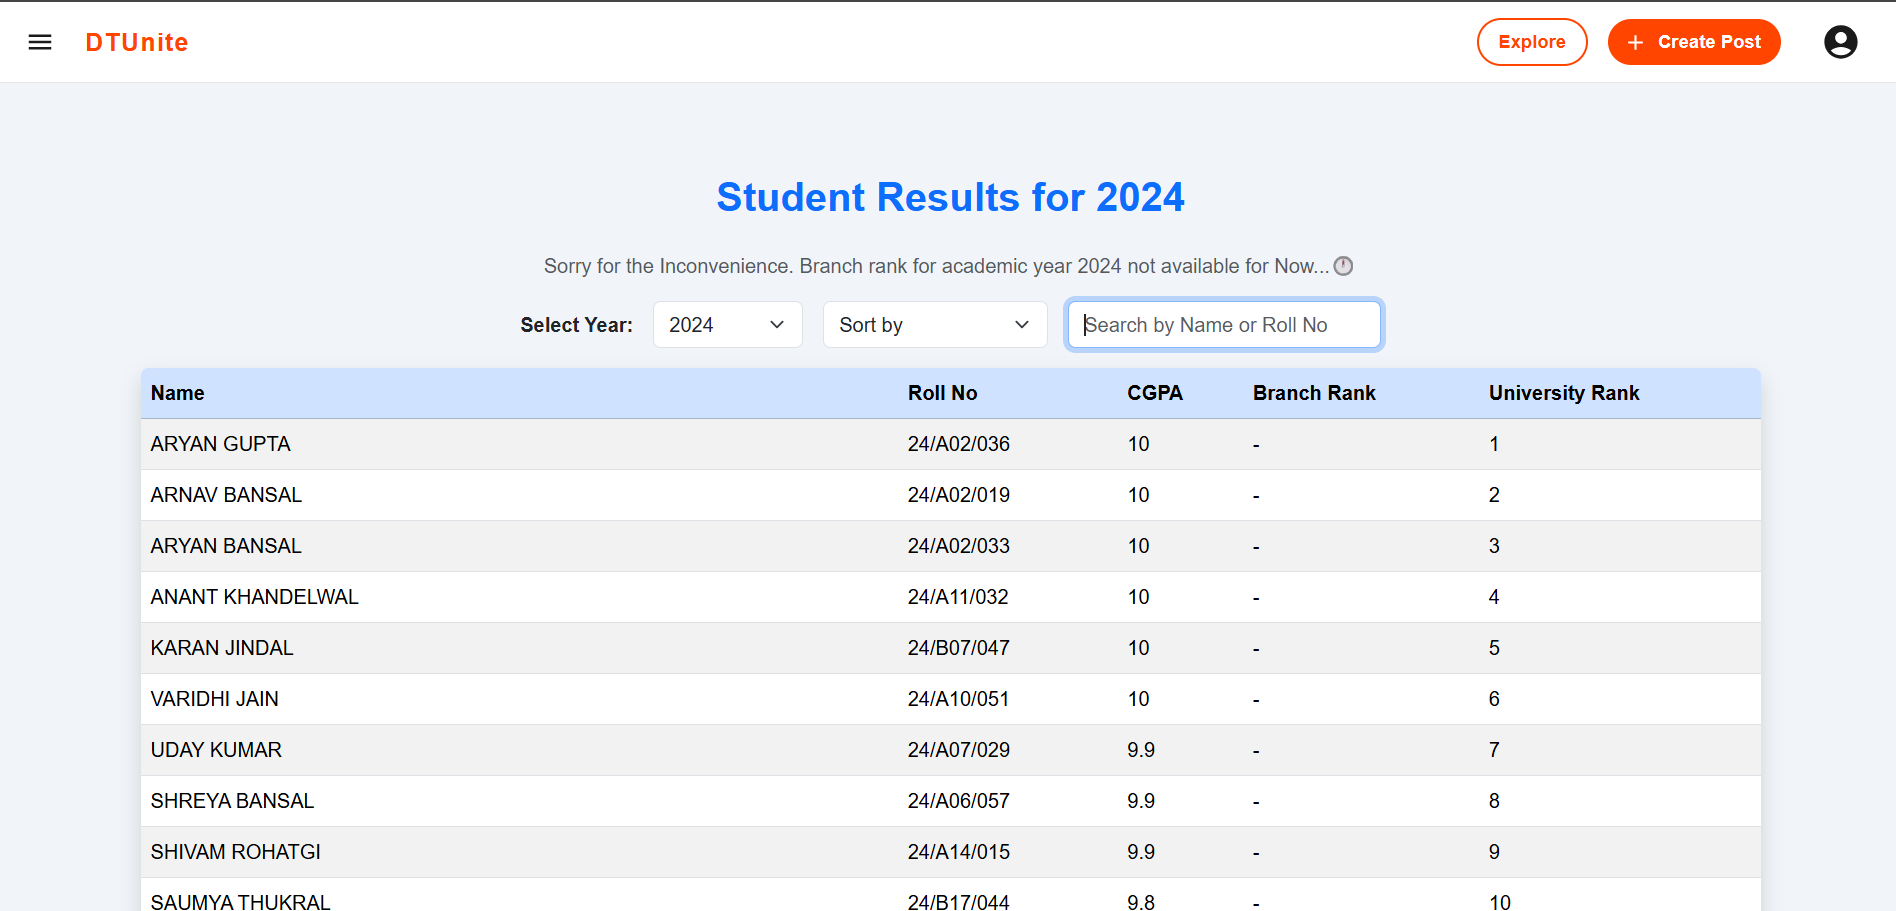 DTUnite Explore + Create Post
Student Results for 2024
Sorry for the Inconvenience. Branch rank for academic year 2024 not available for Now...
Select Year: 2024 Sort by Search by Name or Roll No
Name Roll No CGPA Branch Rank University Rank
ARYAN GUPTA 24/A02/036 10 - 1
ARNAV BANSAL 24/A02/019 10 - 2
ARYAN BANSAL 24/A02/033 10 - 3
ANANT KHANDELWAL 24/A11/032 10 - 4
KARAN JINDAL 24/B07/047 10 - 5
VARIDHI JAIN 24/A10/051 10 - 6
UDAY KUMAR 24/A07/029 9.9 - 7
SHREYA BANSAL 24/A06/057 9.9 - 8
SHIVAM ROHATGI 24/A14/015 9.9 - 9
SAUMYA THUKRAL 24/B17/044 9.8 - 10